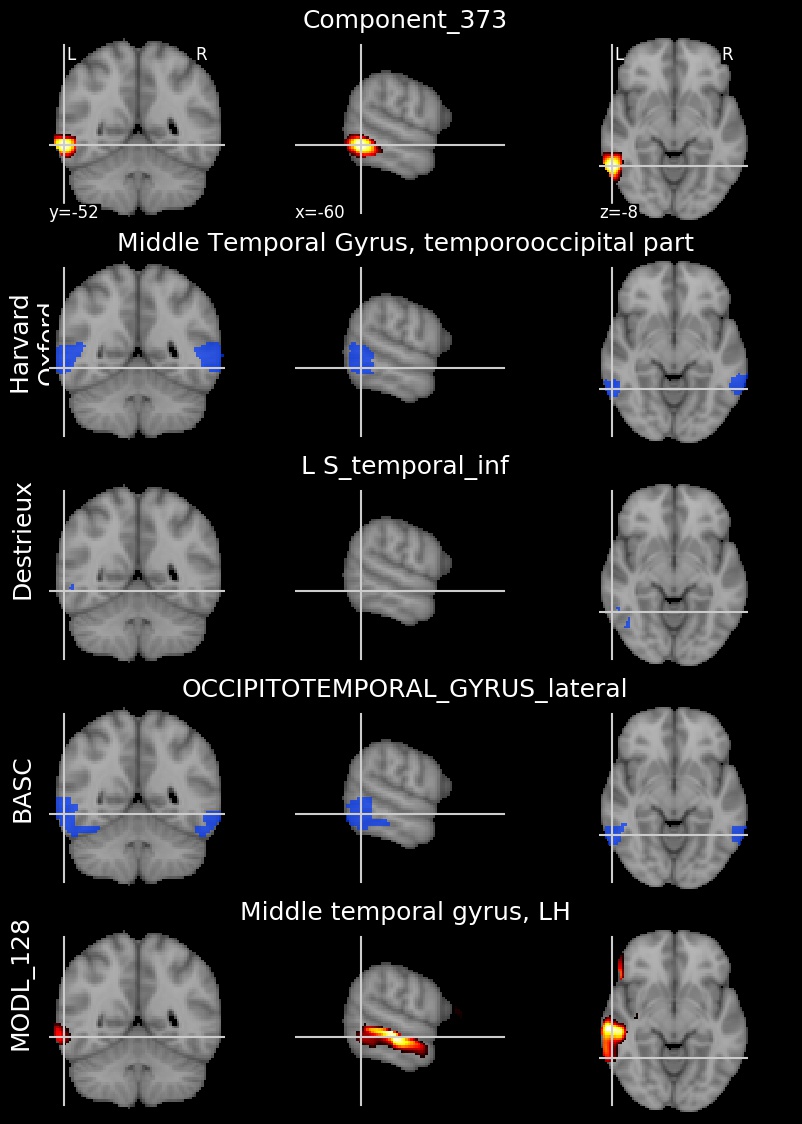 Component_373
L R
L R
y=-52
x=-60
z=-8
Middle Temporal Gyrus, temporooccipital part
Harvard
Oxford
L S_temporal_inf
Destrieux
OCCIPITOTEMPORAL_GYRUS_lateral
BASC
Middle temporal gyrus, LH
MODL_128